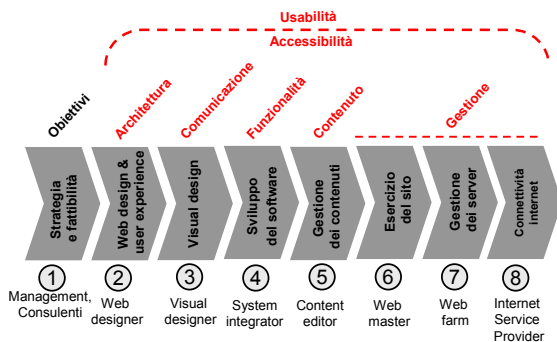 Usabilità
Accessibilità
Obiettivi
Architettura
Comunicazione
Funzionalità
Contenuto
Gestione
Strategia
e fattibilità
Web design &
user experience
Visual design
Sviluppo
del software
Gestione
dei contenuti
Esercizio
del sito
Gestione
dei server
Connettività
internet
1
2
3
4
5
6
7
8
Management,
Consulenti
Web
designer
Visual
designer
System
integrator
Content
editor
Web
master
Web
farm
Internet
Service
Provider